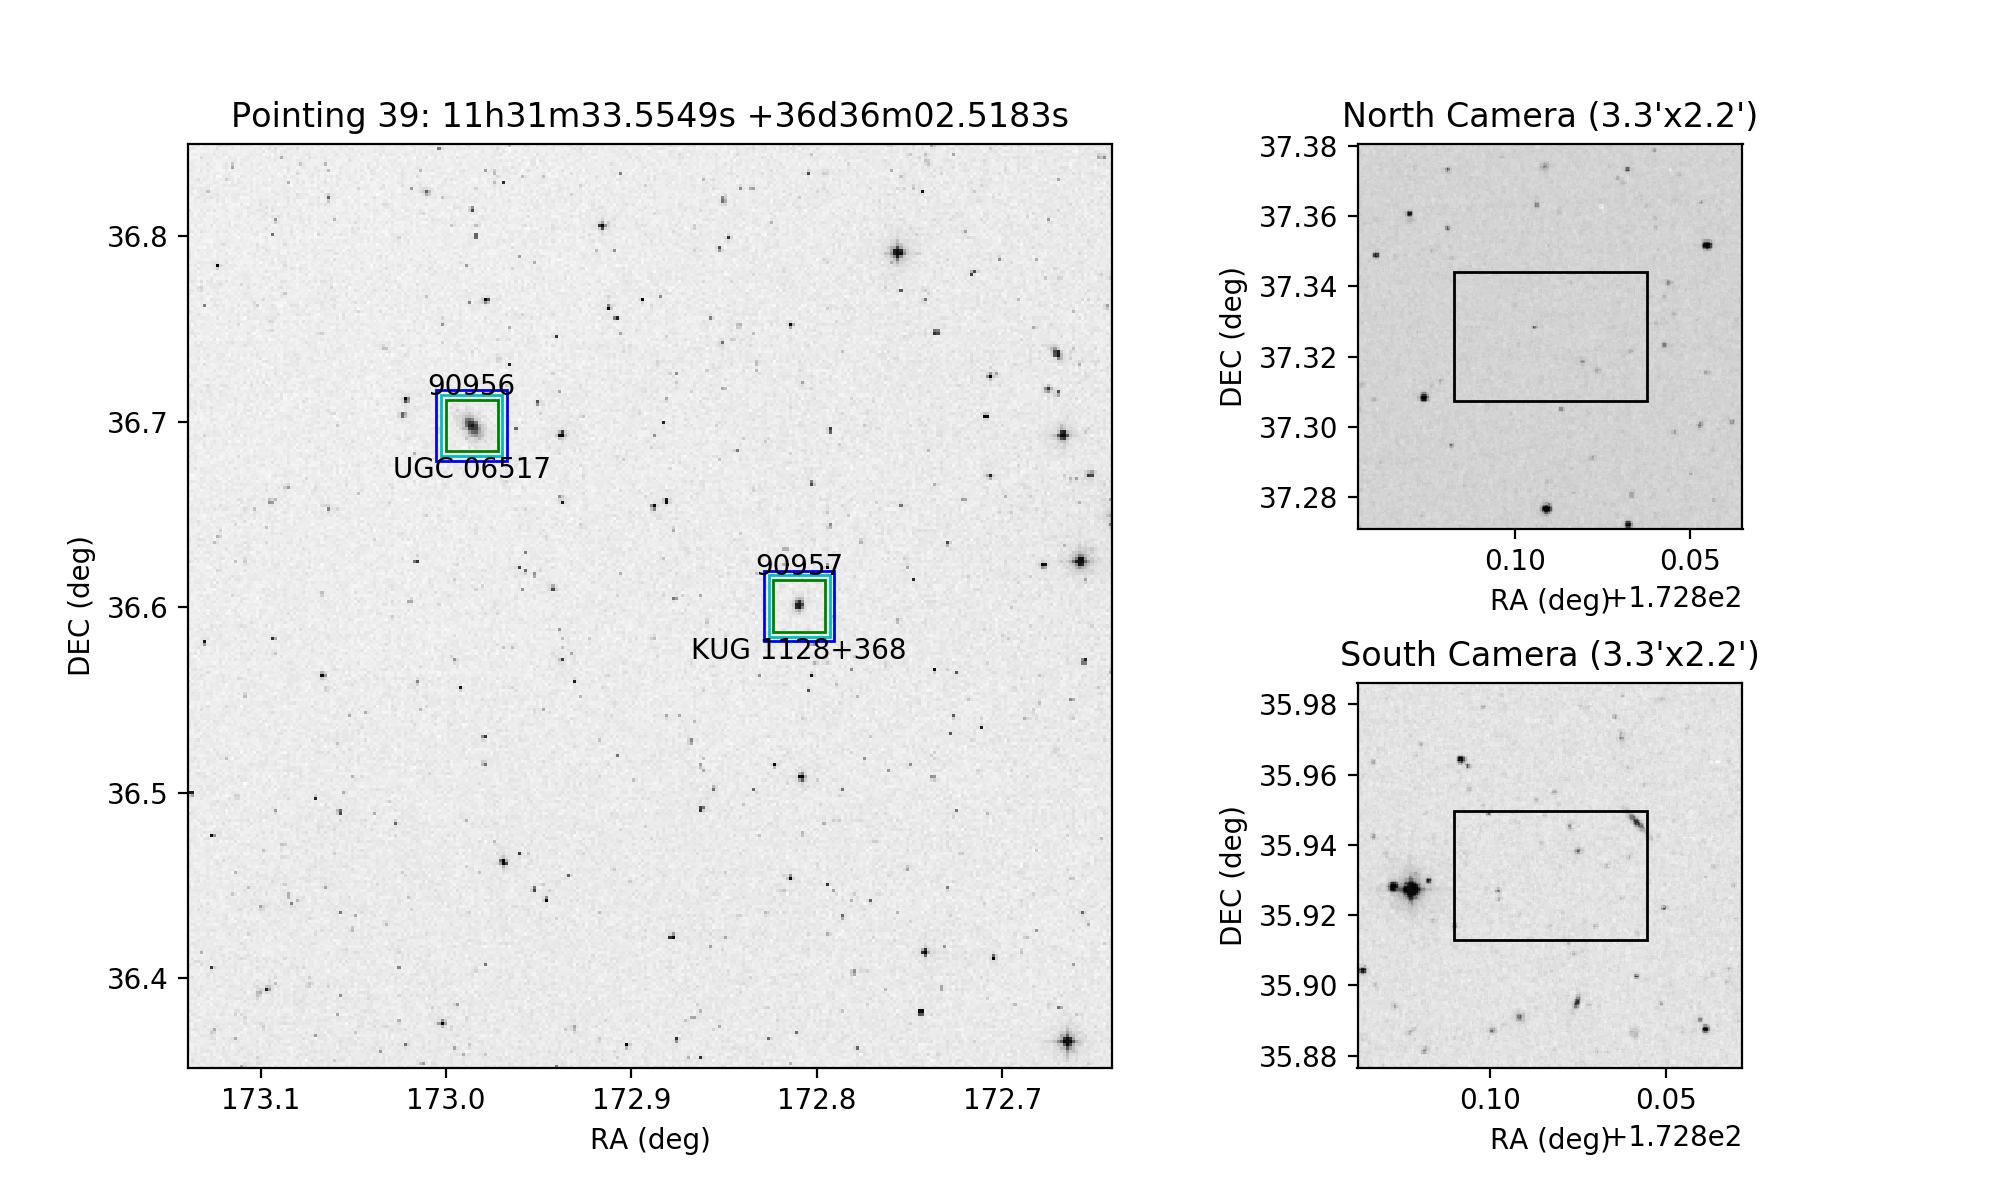 Pointing 39: 11h31m33.5549s +36d36m02.5183s
36.8
36.7
36.6
36.5
36.4
DEC (deg)
90956
UGC 06517
90957
KUG 1128+368
173.1 173.0 172.9 172.8 172.7
RA (deg)
North Camera (3.3'x2.2')
37.38
37.36
37.34
37.32
37.30
37.28
DEC (deg)
0.10 0.05
RA (deg) +1.728e2
South Camera (3.3'x2.2')
35.98
35.96
35.94
35.92
35.90
35.88
DEC (deg)
0.10 0.05
RA (deg) +1.728e2